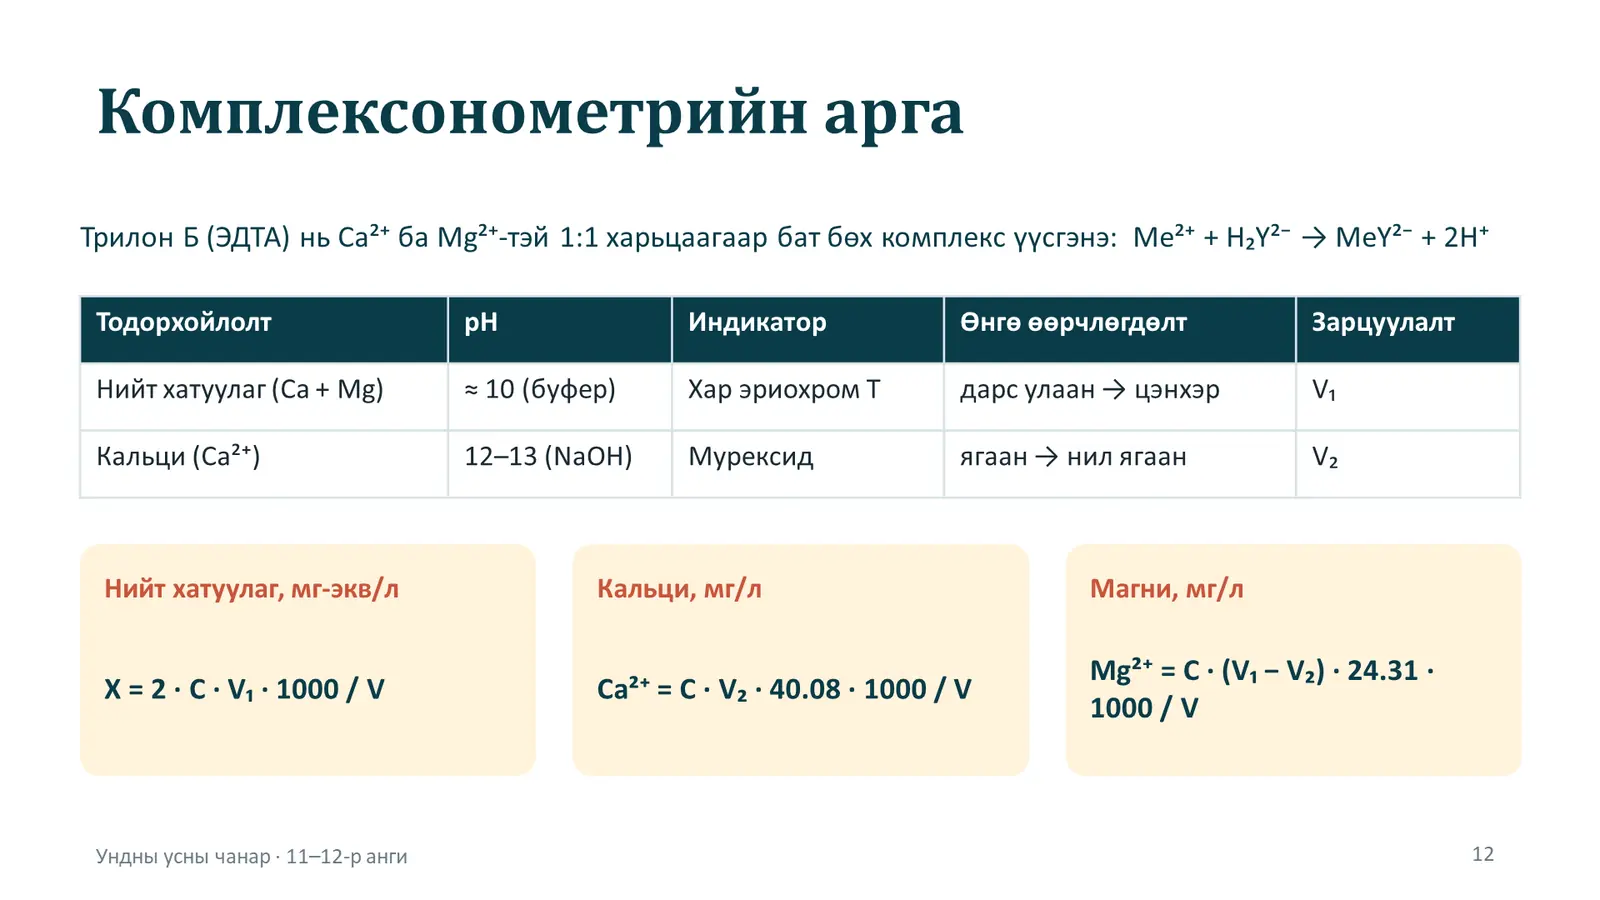 Комплексонометрийн арга
Трилон Б (ЭДТА) нь Ca²⁺ ба Mg²⁺-тэй 1:1 харьцаагаар бат бөх комплекс үүсгэнэ: Me²⁺ + H₂Y²⁻ → MeY²⁻ + 2H⁺
Тодорхойлолт pH Индикатор Өнгө өөрчлөгдөлт Зарцуулалт
Нийт хатуулаг (Ca + Mg) ≈ 10 (буфер) Хар эриохром Т дарс улаан → цэнхэр V₁
Кальци (Ca²⁺) 12–13 (NaOH) Мурексид ягаан → нил ягаан V₂
Нийт хатуулаг, мг-экв/л
X = 2 · C · V₁ · 1000 / V
Кальци, мг/л
Ca²⁺ = C · V₂ · 40.08 · 1000 / V
Магни, мг/л
Mg²⁺ = C · (V₁ − V₂) · 24.31 ·
1000 / V
Ундны усны чанар · 11–12-р анги
12